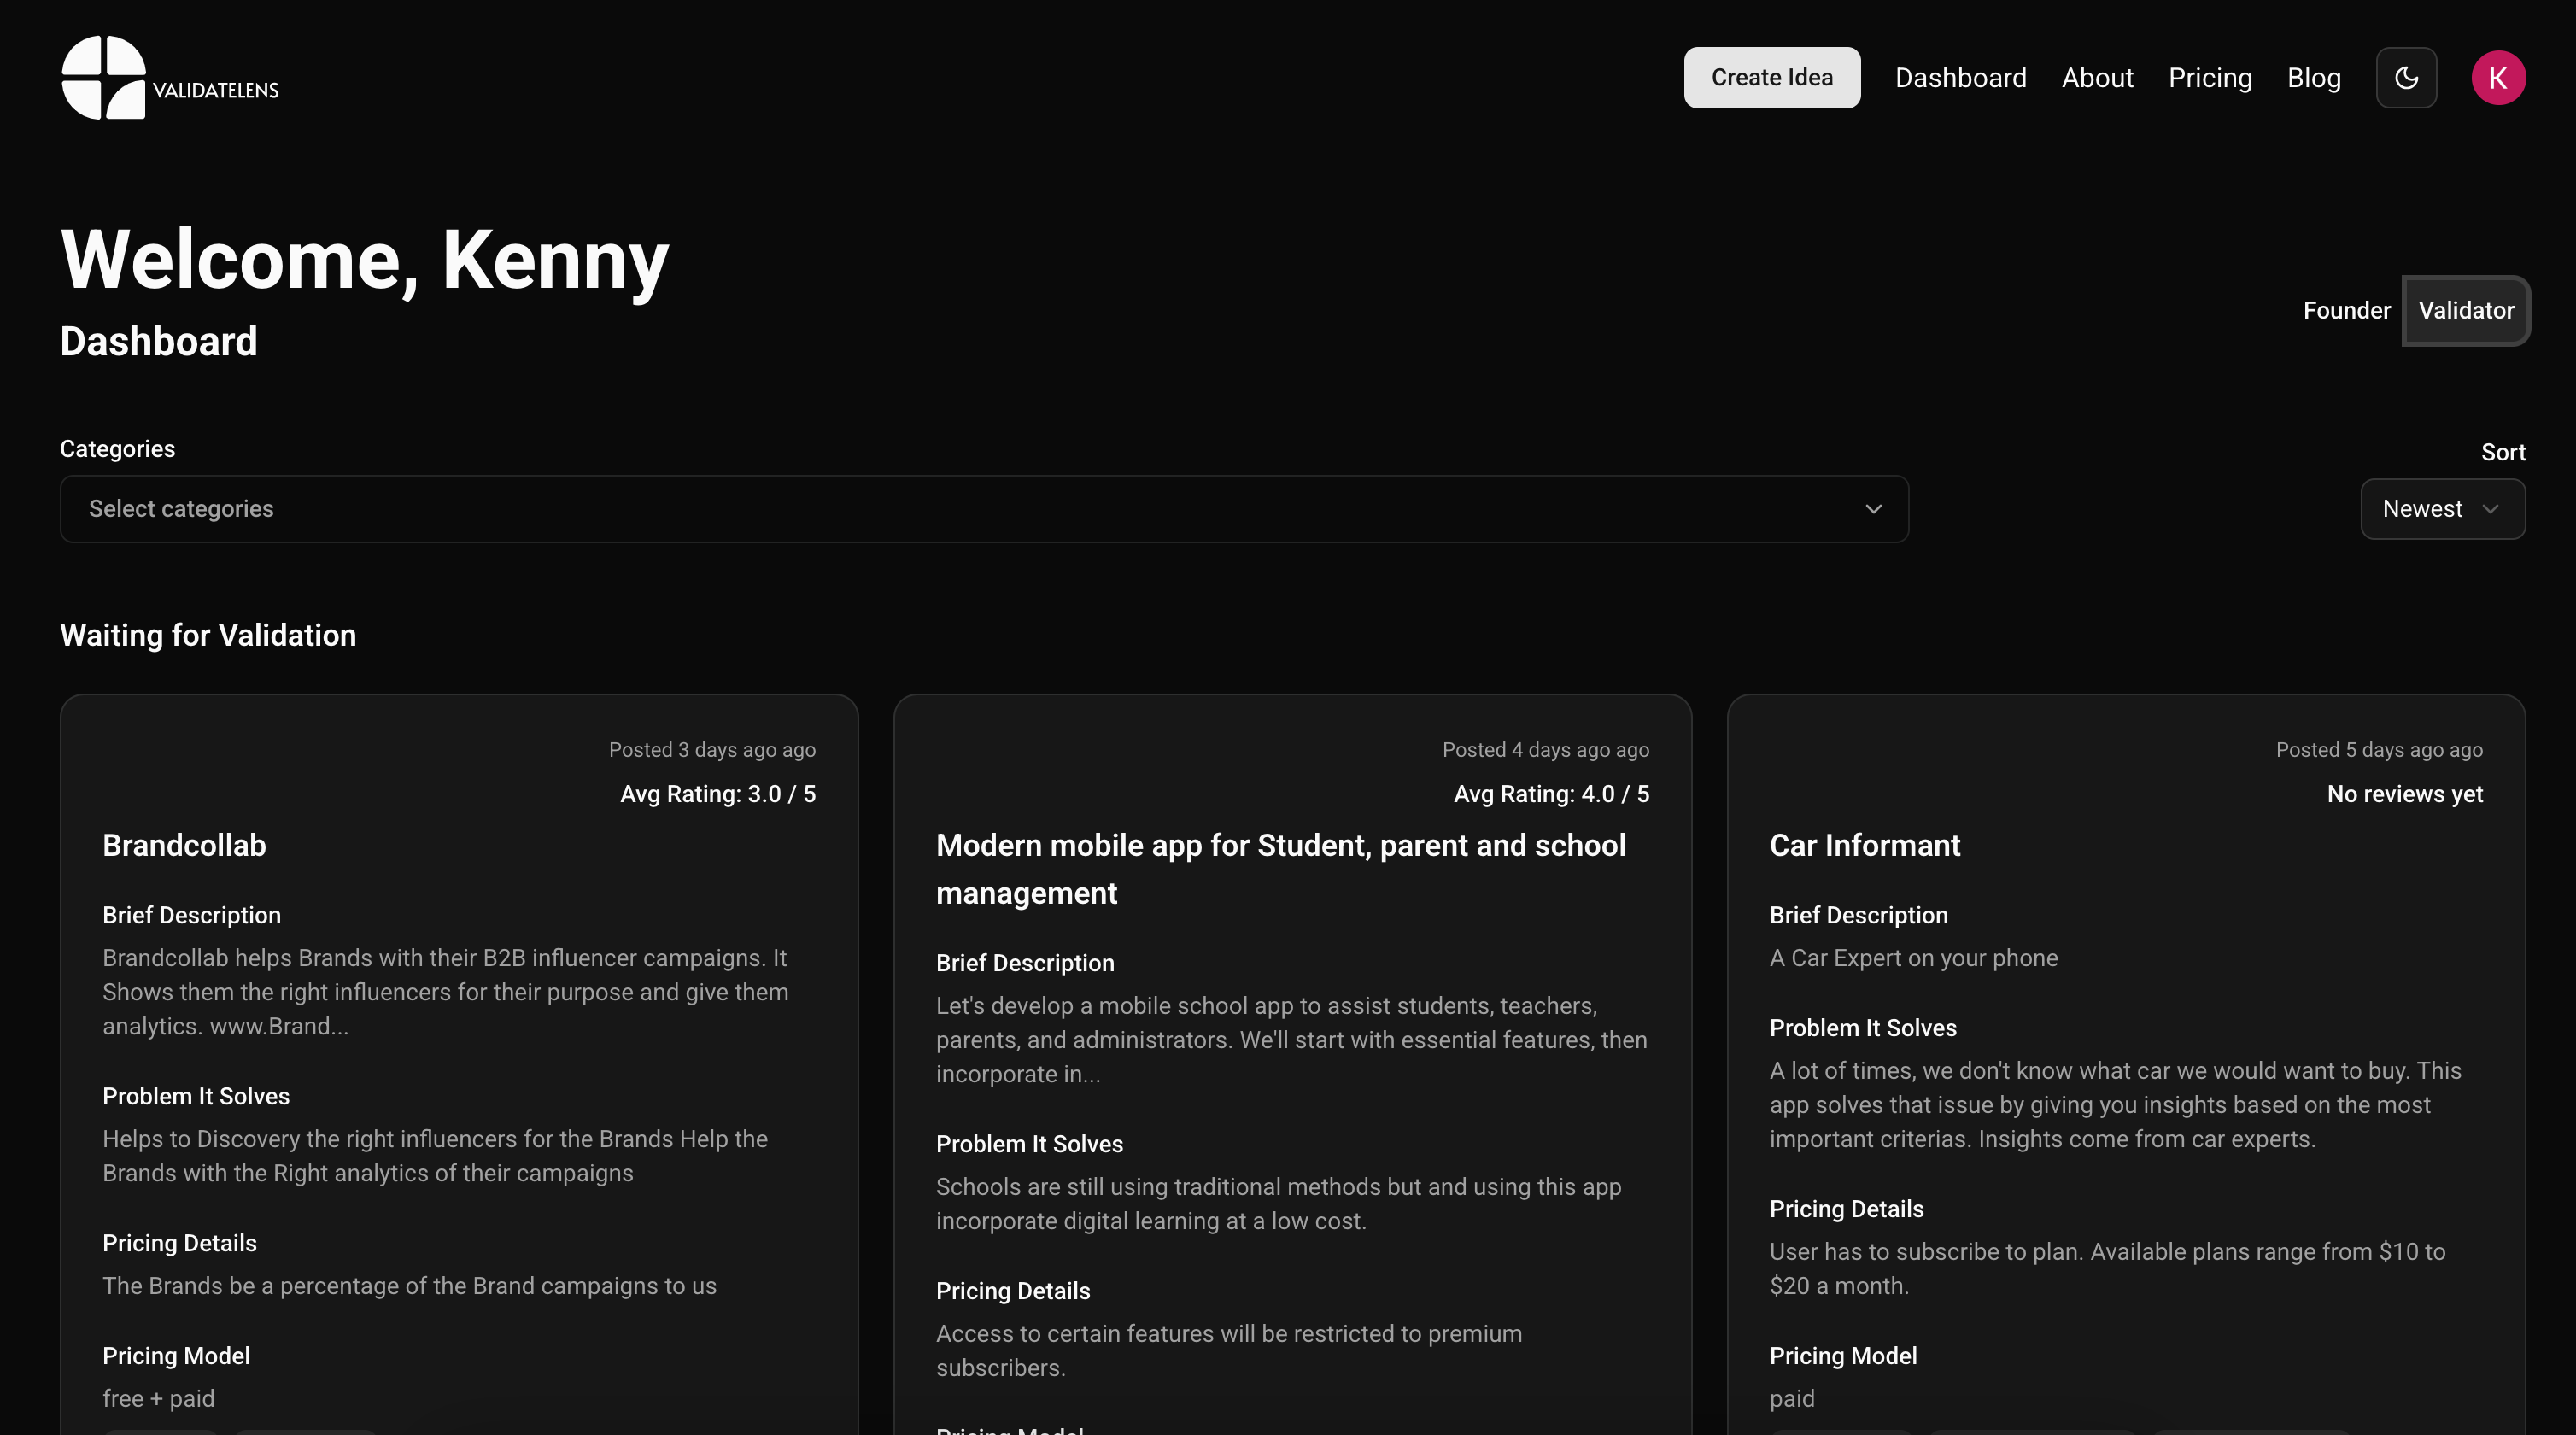 VALIDATELENS
Create Idea
Dashboard
About
Pricing
Blog
K
Welcome, Kenny
Dashboard
Founder
Validator
Categories
Select categories
Sort
Newest
Waiting for Validation
Posted 3 days ago ago
Avg Rating: 3.0 / 5
Brandcollab
Brief Description
Brandcollab helps Brands with their B2B influencer campaigns. It
Shows them the right influencers for their purpose and give them
analytics. www.Brand...
Problem It Solves
Helps to Discovery the right influencers for the Brands Help the
Brands with the Right analytics of their campaigns
Pricing Details
The Brands be a percentage of the Brand campaigns to us
Pricing Model
free + paid
Posted 4 days ago ago
Avg Rating: 4.0 / 5
Modern mobile app for Student, parent and school
management
Brief Description
Let's develop a mobile school app to assist students, teachers,
parents, and administrators. We'll start with essential features, then
incorporate in...
Problem It Solves
Schools are still using traditional methods but and using this app
incorporate digital learning at a low cost.
Pricing Details
Access to certain features will be restricted to premium
subscribers.
Pricing Model
Posted 5 days ago ago
No reviews yet
Car Informant
Brief Description
A Car Expert on your phone
Problem It Solves
A lot of times, we don't know what car we would want to buy. This
app solves that issue by giving you insights based on the most
important criterias. Insights come from car experts.
Pricing Details
User has to subscribe to plan. Available plans range from $10 to
$20 a month.
Pricing Model
paid